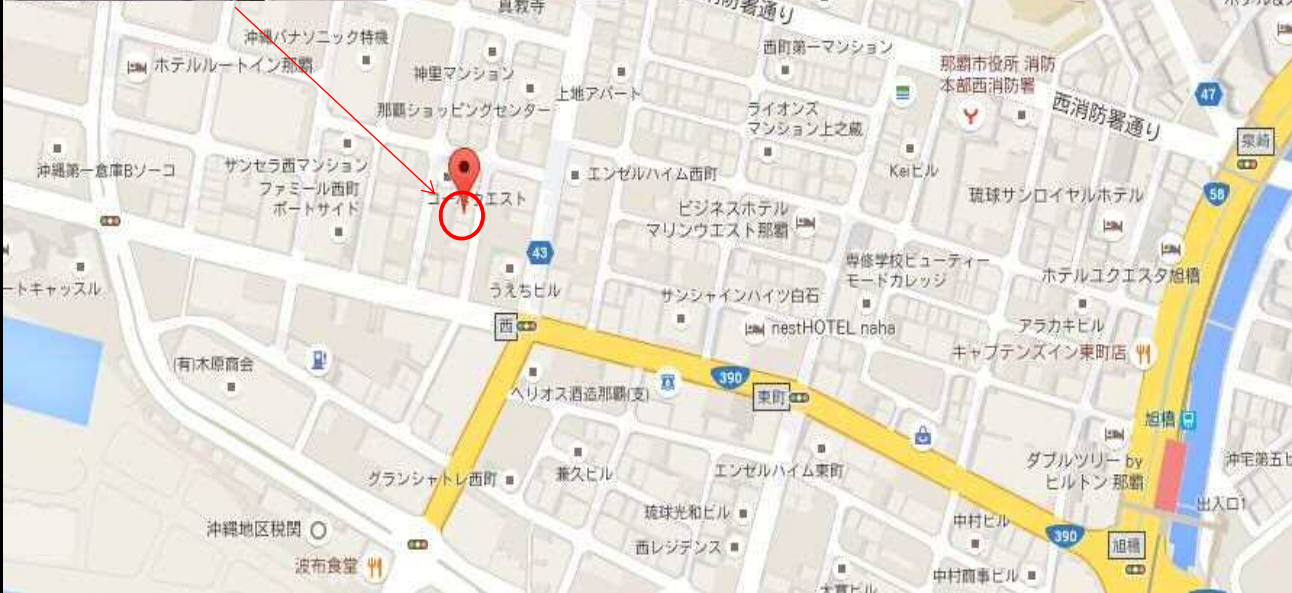 真教寺
消防署通り
沖縄パナソニック特機
ホテルルートイン那覇
神里マンション
西町第一マンション
那覇市役所 消防
本部西消防署
那覇ショッピングセンター
上地アパート
ライオンズ
マンション上之蔵
西消防署通り
47
泉崎
沖縄第一倉庫Bソーコ
サンセラ西マンション
ファミール西町
ポートサイド
エンゼルハイム西町
Keiビル
琉球サンロイヤルホテル
58
ビジネスホテル
マリンウエスト那覇
43
専修学校ビューティー
モードカレッジ
ホテルユクエスタ旭橋
ートキャッスル
うえちビル
サンシャインハイツ白石
西
nestHOTEL naha
アラカキビル
キャプテンズイン東町店
(有)木原商会
390
ヘリオス酒造那覇(支)
東町
旭橋
グランシャトレ西町
兼久ビル
エンゼルハイム東町
ダブルツリー by
ヒルトン 那覇
沖宅第五ビ
出入口1
琉球光和ビル
沖縄地区税関
中村ビル
390
旭橋
西レジデンス
波布食堂
中村商事ビル